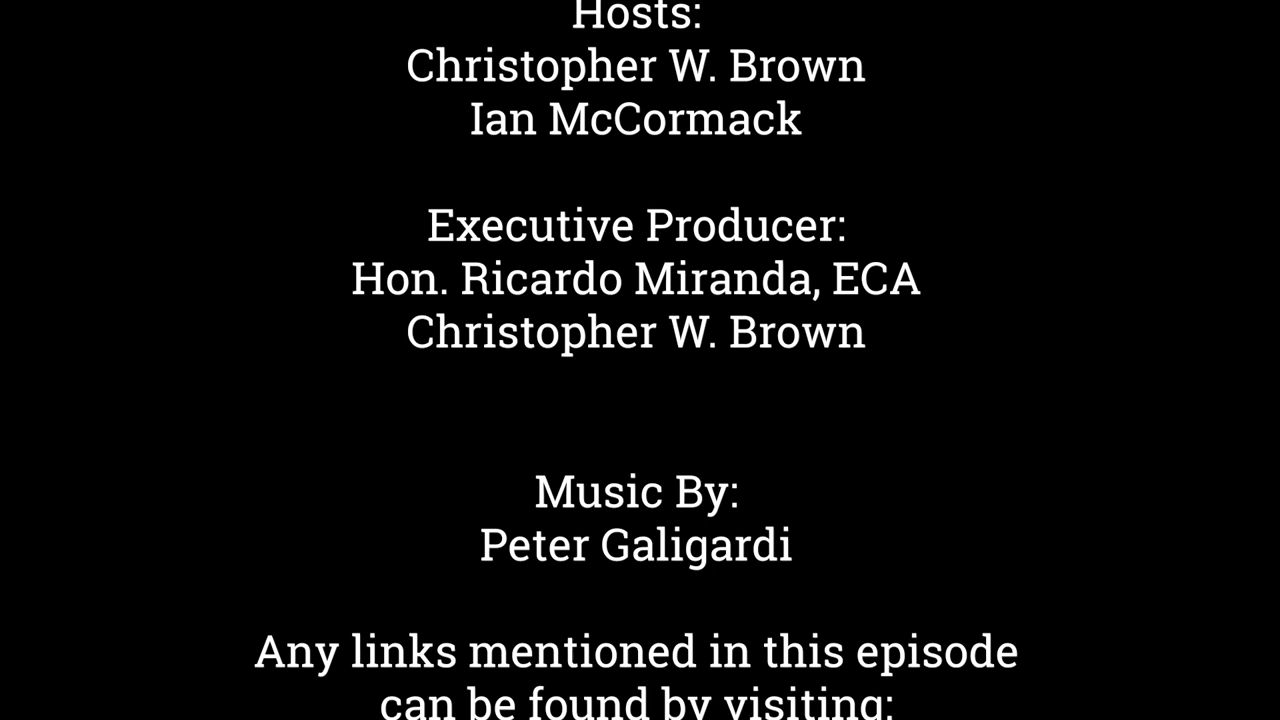 Hosts:
Christopher W. Brown
Ian McCormack
Executive Producer:
Hon. Ricardo Miranda, ECA
Christopher W. Brown
Music By:
Peter Galigardi
Any links mentioned in this episode
can be found by visiting: